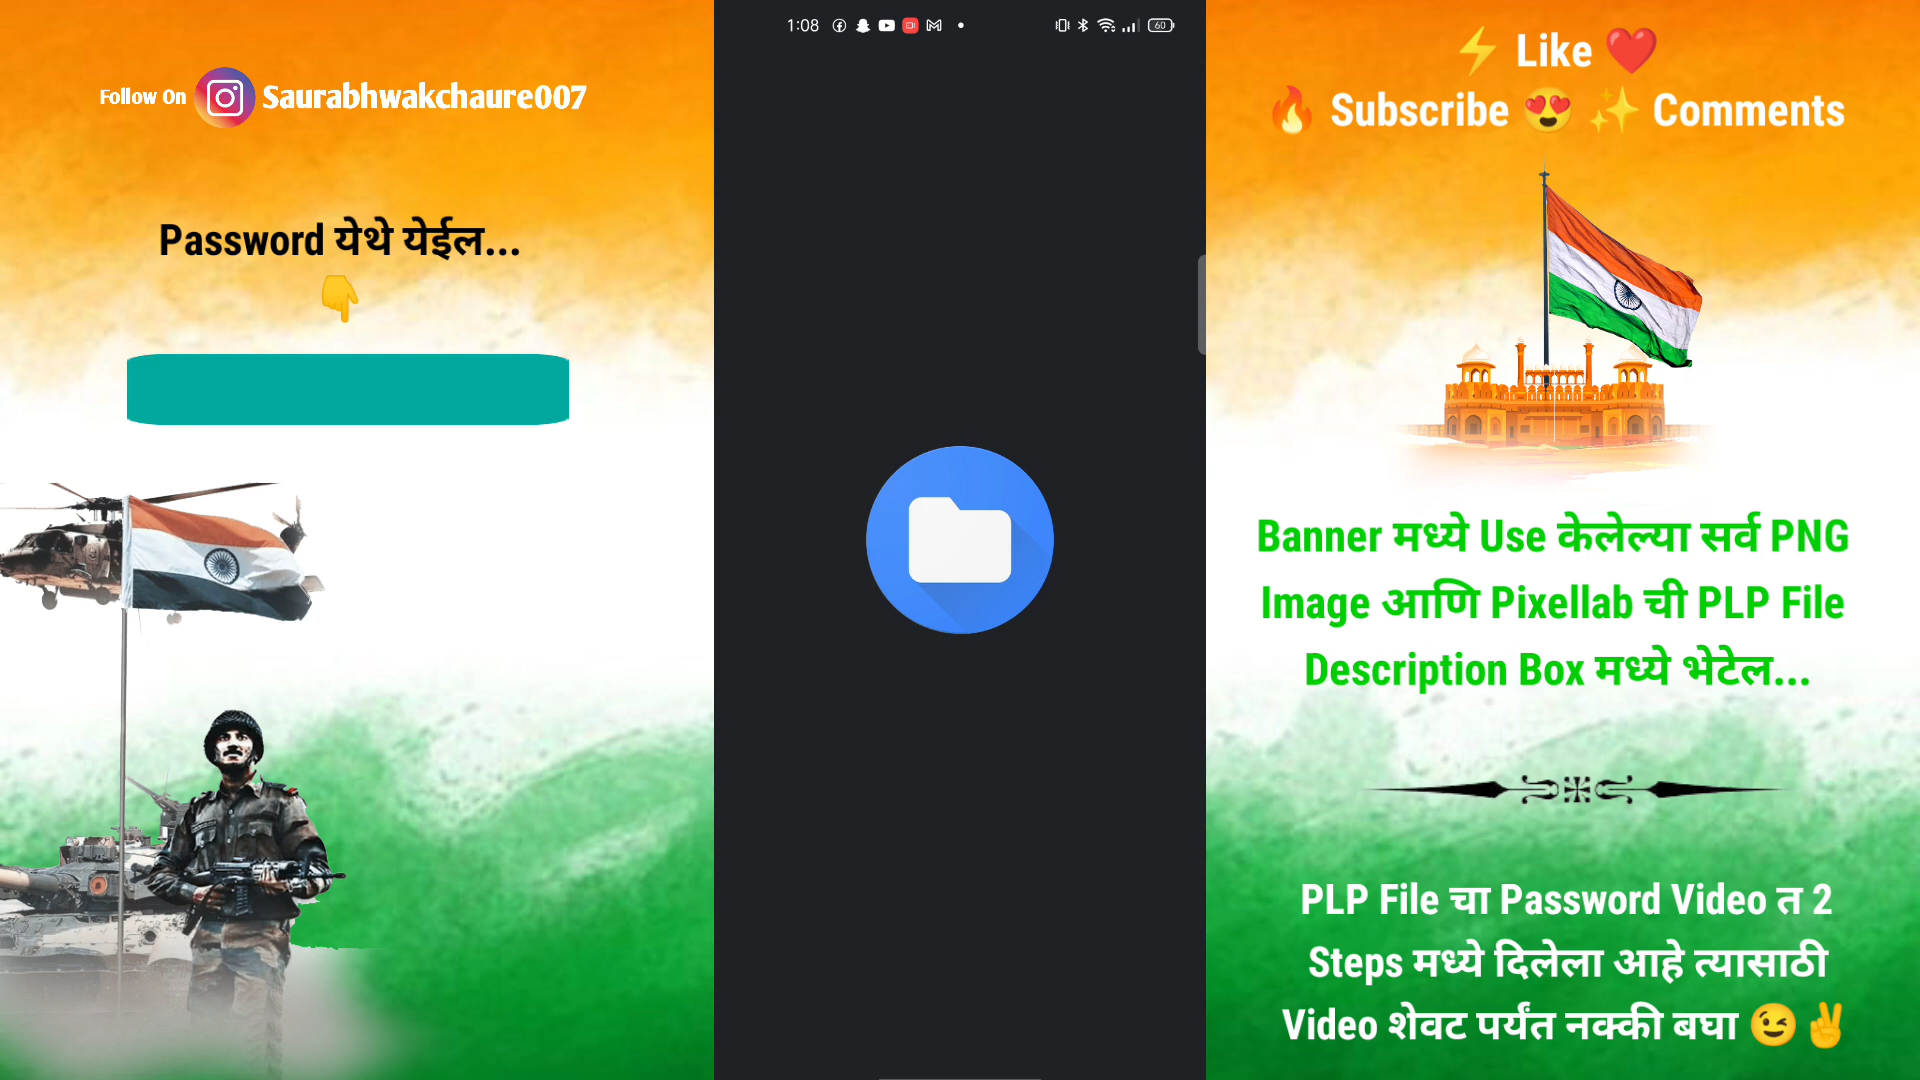 Follow On Saurabhwakchaure007
Password येथे येईल...
1:08
60
Like
Subscribe Comments
Banner मध्ये Use केलेल्या सर्व PNG
Image आणि Pixellab ची PLP File
Description Box मध्ये भेटेल...
PLP File चा Password Video त 2
Steps मध्ये दिलेला आहे त्यासाठी
Video शेवट पर्यंत नक्की बघा